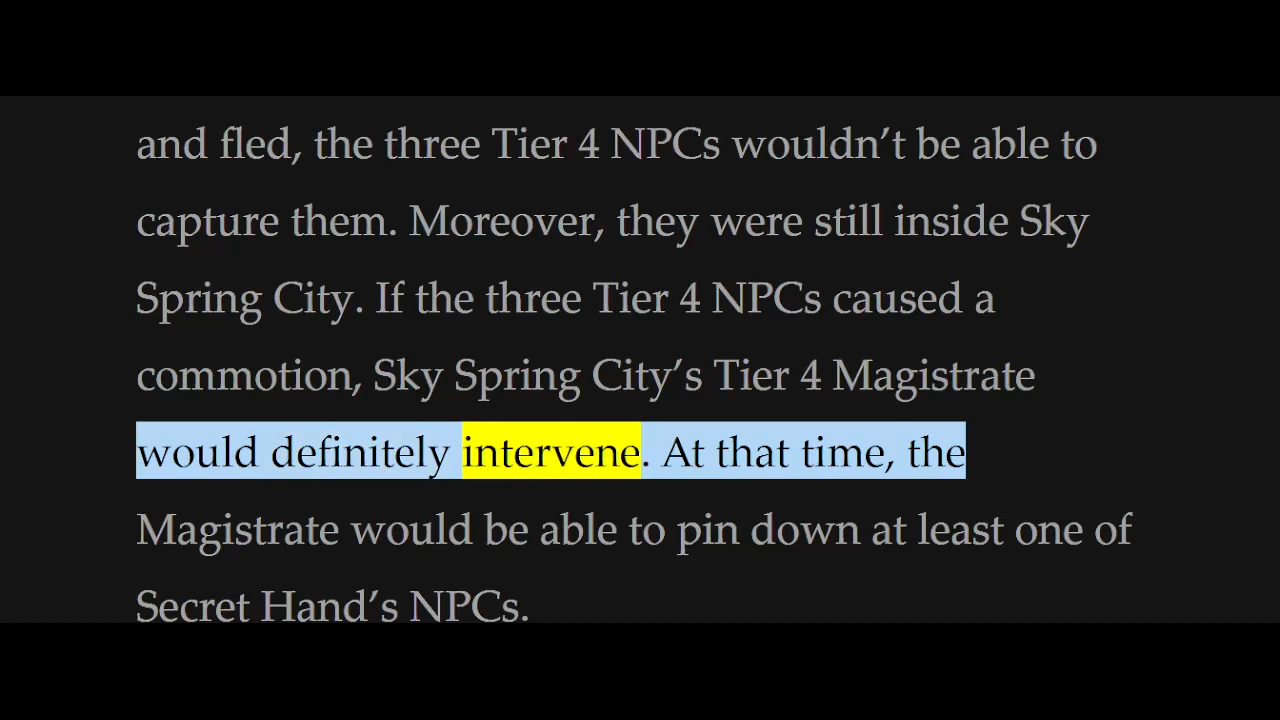 and fled, the three Tier 4 NPCs wouldn’t be able to
capture them. Moreover, they were still inside Sky
Spring City. If the three Tier 4 NPCs caused a
commotion, Sky Spring City’s Tier 4 Magistrate
would definitely intervene. At that time, the
Magistrate would be able to pin down at least one of
Secret Hand’s NPCs.